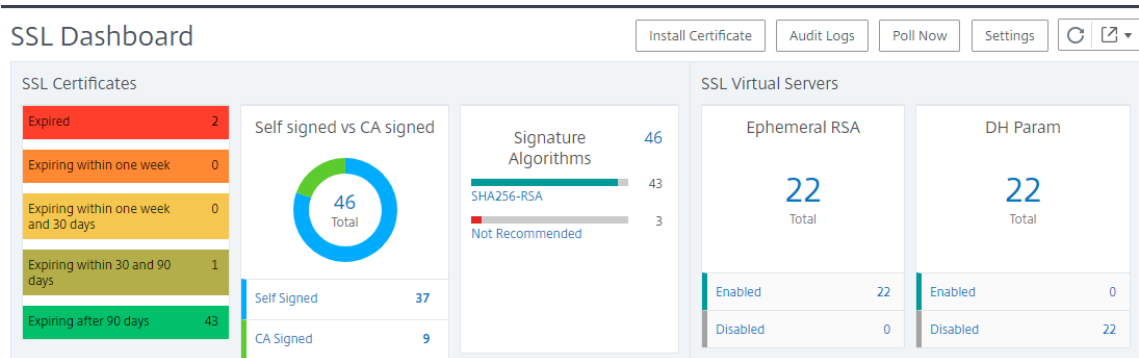 SSL Dashboard
Install Certificate
Audit Logs
Poll Now
Settings
SSL Certificates
Expired 2
Expiring within one week 0
Expiring within one week
and 30 days 0
Expiring within 30 and 90
days 1
Expiring after 90 days 43
Self signed vs CA signed
46
Total
Self Signed 37
CA Signed 9
Signature
Algorithms
46
43
SHA256-RSA
3
Not Recommended
SSL Virtual Servers
Ephemeral RSA
22
Total
Enabled 22
Disabled 0
DH Param
22
Total
Enabled 0
Disabled 22